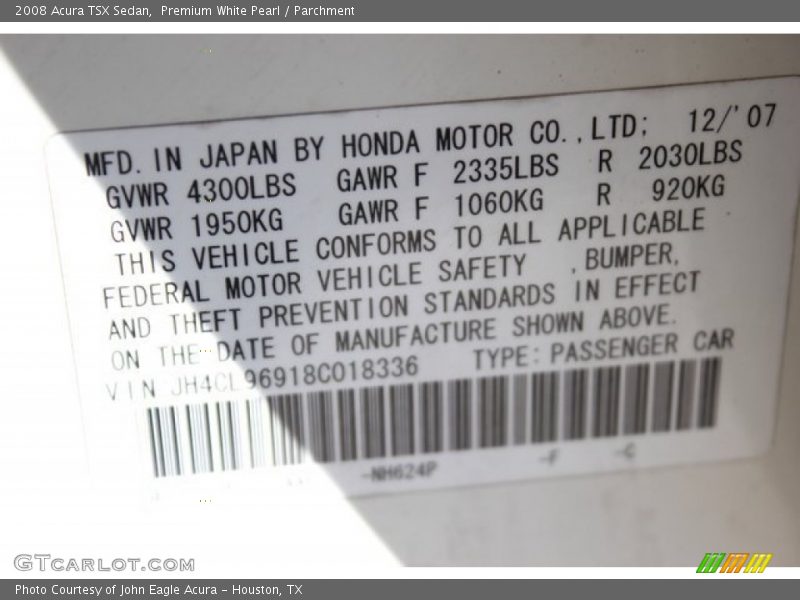 2008 Acura TSX Sedan,  Premium White Pearl / Parchment
MFD. IN JAPAN BY HONDA MOTOR CO.,LTD; 12/'07
GVWR 4300LBS GAWR F 2335LBS R 2030LBS
GVWR 1950KG GAWR F 1060KG R 920KG
THIS VEHICLE CONFORMS TO ALL APPLICABLE
FEDERAL MOTOR VEHICLE SAFETY ,BUMPER,
AND THEFT PREVENTION STANDARDS IN EFFECT
ON THE DATE OF MANUFACTURE SHOWN ABOVE.
VIN JH4CL96918C018336 TYPE: PASSENGER CAR
-NH624P -F -C
GTCARLOT.COM
Photo Courtesy of John Eagle Acura - Houston, TX